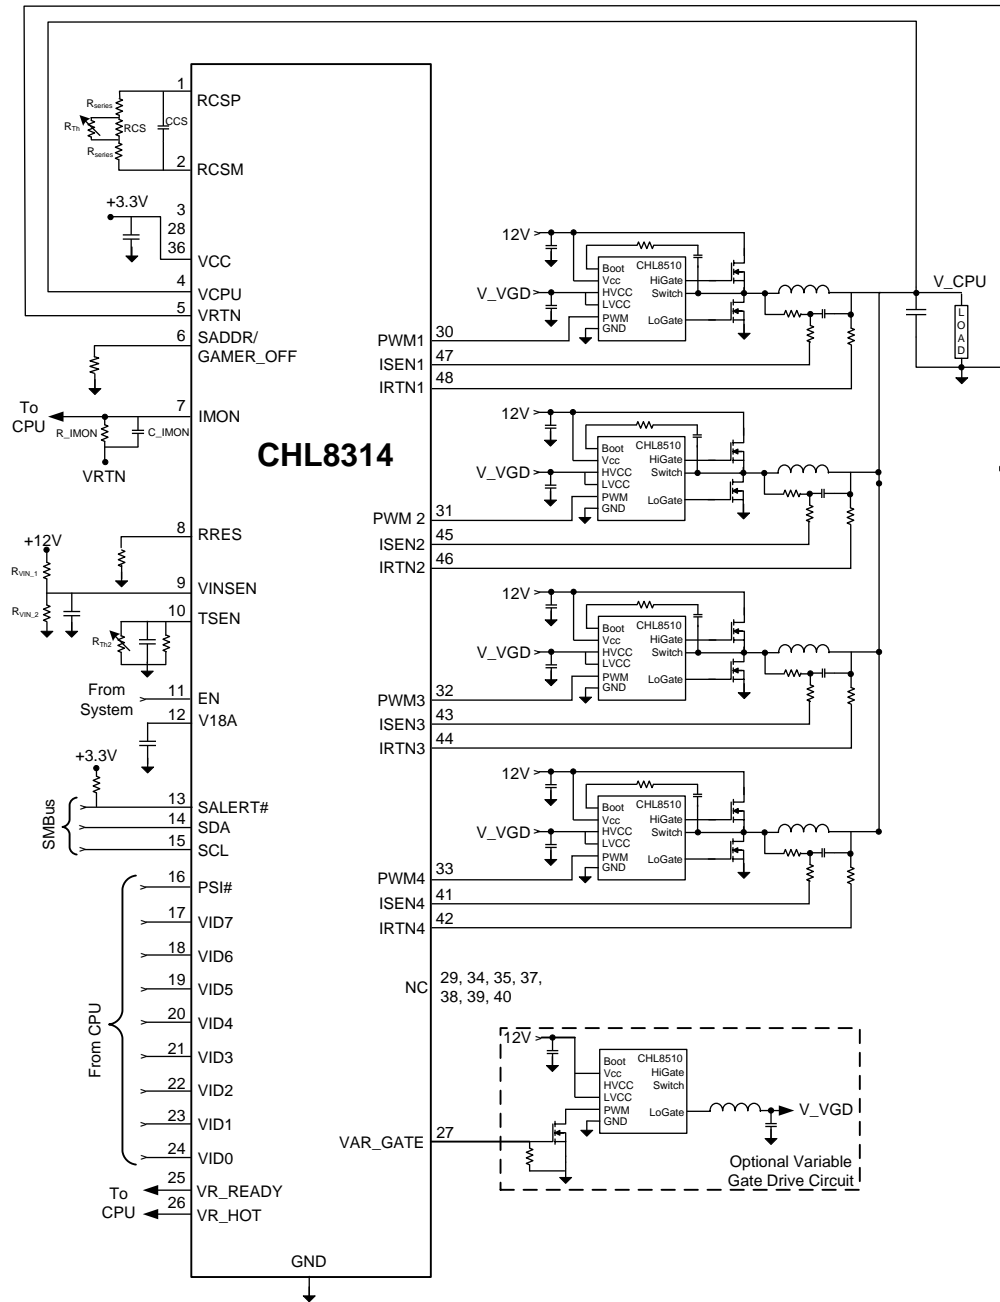 1
RCSP
Rseries
RTh
RCS
CCS
Rseries
2
RCSM
+3.3V
3
28
36
VCC
4
VCPU
5
VRTN
6
SADDR/
GAMER_OFF
7
IMON
To
CPU
R_IMON
C_IMON
VRTN
CHL8314
8
RRES
+12V
RVIN_1
9
VINSEN
RVIN_2
10
TSEN
RTh2
From
System
11
EN
12
V18A
+3.3V
SMBus
13
SALERT#
14
SDA
15
SCL
16
PSI#
17
VID7
18
VID6
19
VID5
From CPU
20
VID4
21
VID3
22
VID2
23
VID1
24
VID0
25
VR_READY
To
CPU
26
VR_HOT
GND
12V
Boot CHL8510
Vcc HiGate
V_VGD
HVCC Switch
LVCC
PWM LoGate
GND
PWM1 30
ISEN1 47
IRTN1 48
V_CPU
LOAD
12V
Boot CHL8510
Vcc HiGate
V_VGD
HVCC Switch
LVCC
PWM LoGate
GND
PWM 2 31
ISEN2 45
IRTN2 46
12V
Boot CHL8510
Vcc HiGate
V_VGD
HVCC Switch
LVCC
PWM LoGate
GND
PWM3 32
ISEN3 43
IRTN3 44
12V
Boot CHL8510
Vcc HiGate
V_VGD
HVCC Switch
LVCC
PWM LoGate
GND
PWM4 33
ISEN4 41
IRTN4 42
NC 29, 34, 35, 37,
38, 39, 40
12V
Boot CHL8510
Vcc HiGate
HVCC Switch
LVCC
PWM LoGate
GND
V_VGD
VAR_GATE 27
Optional Variable
Gate Drive Circuit